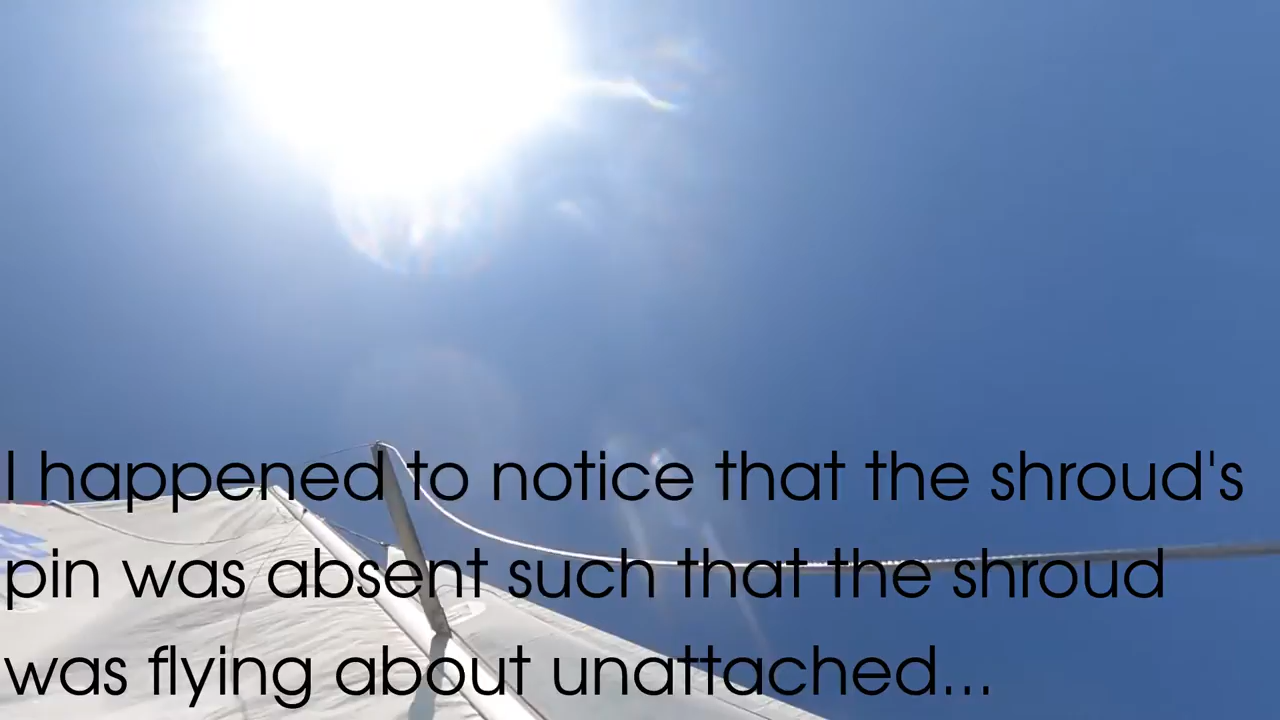 I happened to notice that the shroud's
pin was absent such that the shroud
was flying about unattached...